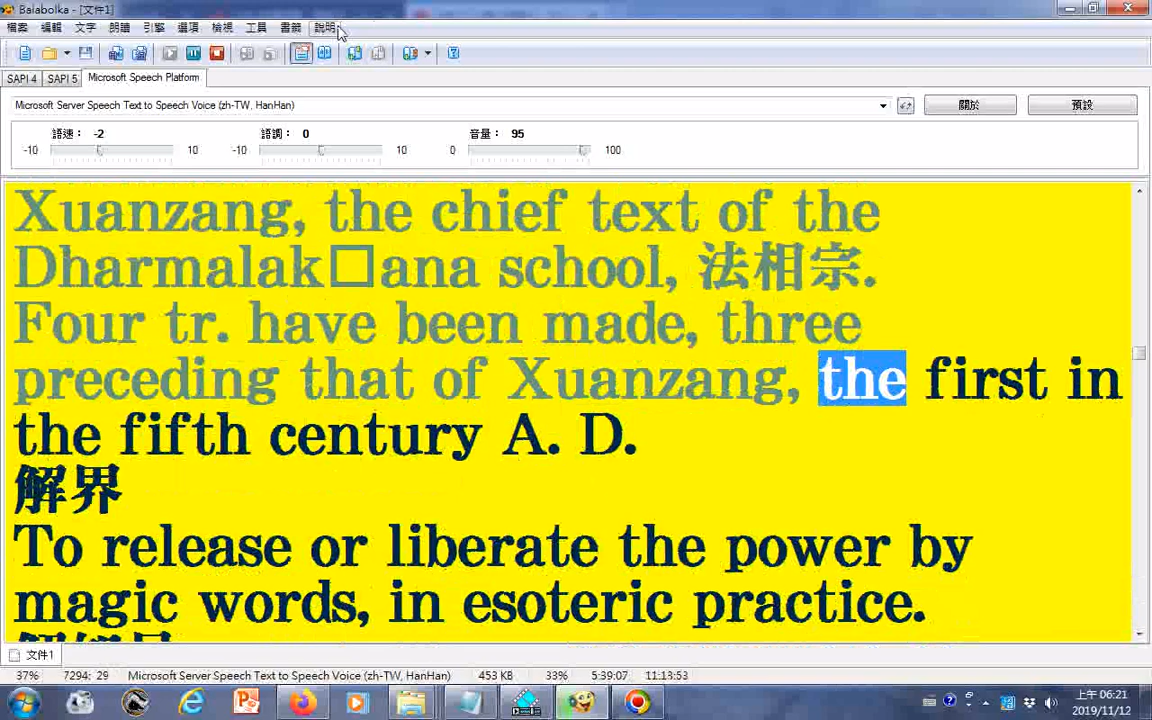 Balabolka - [文件1]
檔案 編輯 文字 朗讀 引擎 選項 檢視 工具 書籤 說明
SAPI 4 SAPI 5 Microsoft Speech Platform
Microsoft Server Speech Text to Speech Voice (zh-TW, HanHan) 關於 預設
語速： -2 語調： 0 音量： 95
-10 10 -10 10 0 100
Xuanzang, the chief text of the
Dharmalak□ana school, 法相宗.
Four tr. have been made, three
preceding that of Xuanzang, the first in
the fifth century A. D.
解界
To release or liberate the power by
magic words, in esoteric practice.
文件1
37% 7294: 29 Microsoft Server Speech Text to Speech Voice (zh-TW, HanHan) 453 KB 33% 5:39:07 11:13:53
上午 06:21
2019/11/12